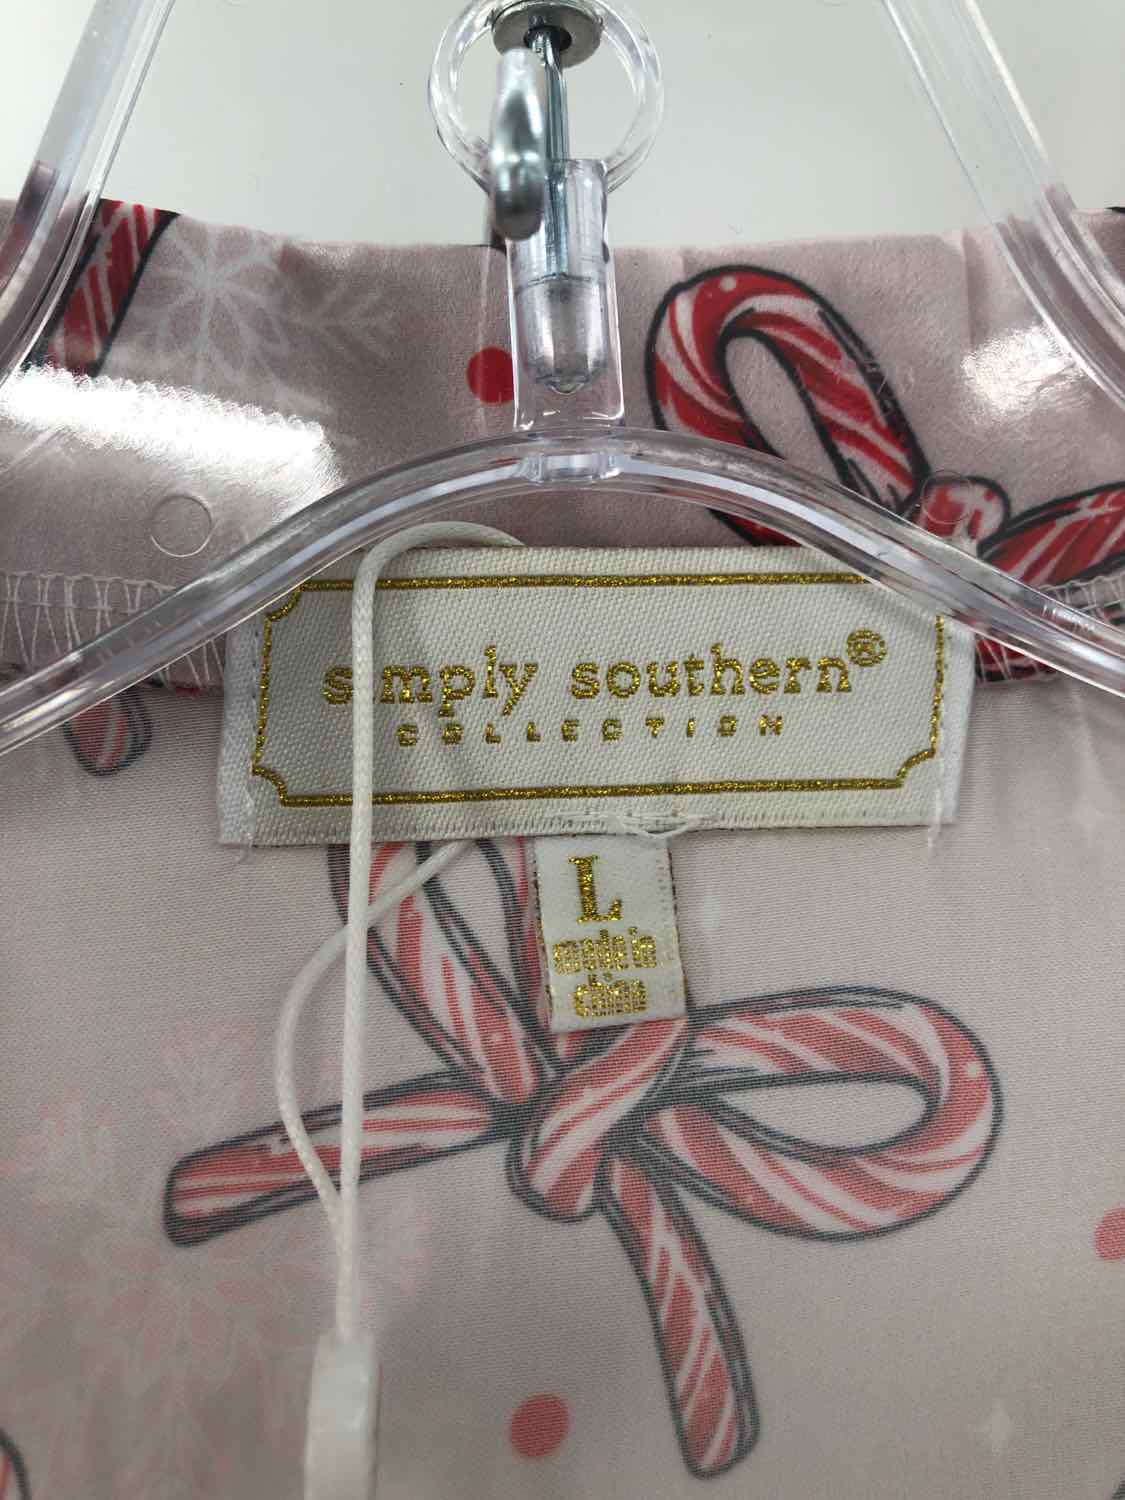 simply southern®
COLLECTION
L
made in
china